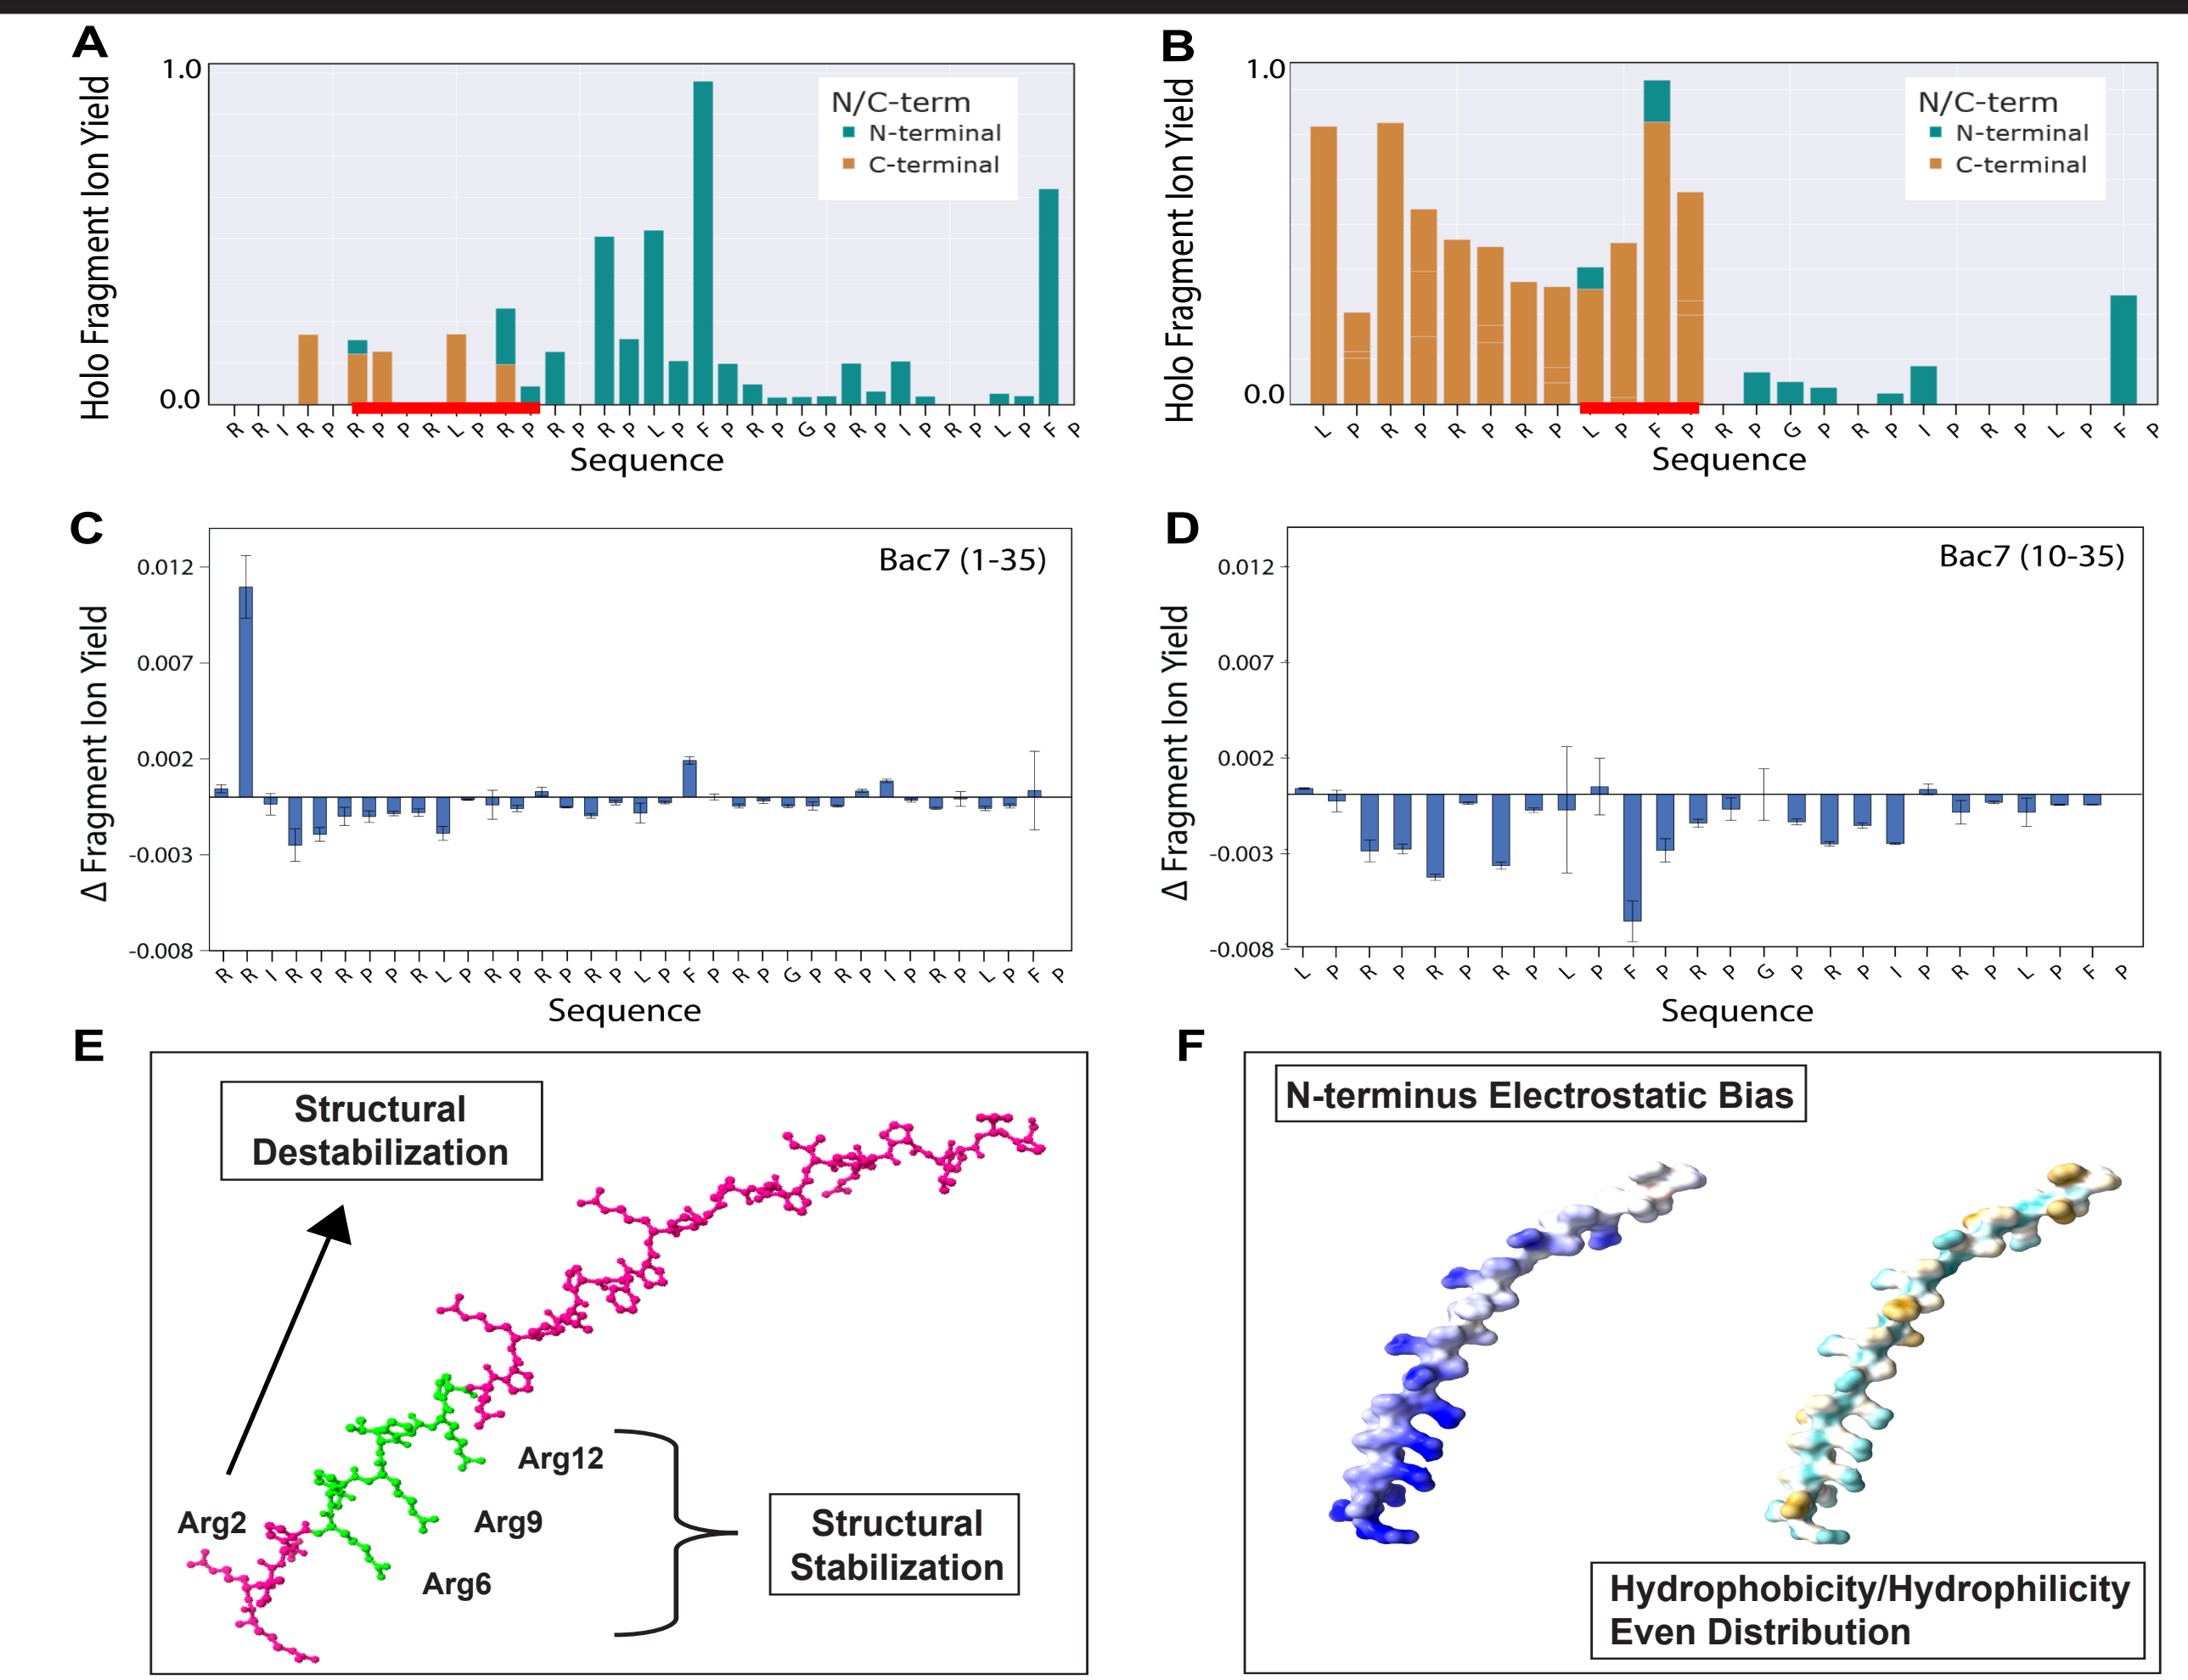 A
Holo Fragment Ion Yield
1.0
0.0
N/C-term
N-terminal
C-terminal
R R I R P R P P R L P R P R P R P L P F P R P G P R P I P R P L P F P
Sequence
B
Holo Fragment Ion Yield
1.0
0.0
N/C-term
N-terminal
C-terminal
L P R P R P R P L P F P R P G P R P I P R P L P F P
Sequence
C
Δ Fragment Ion Yield
Bac7 (1-35)
0.012
0.007
0.002
-0.003
-0.008
R R I R P R P P R L P R P R P R P L P F P R P G P R P I P R P L P F P
Sequence
D
Δ Fragment Ion Yield
Bac7 (10-35)
0.012
0.007
0.002
-0.003
-0.008
L P R P R P R P L P F P R P G P R P I P R P L P F P
Sequence
E
Structural
Destabilization
Arg12
Arg9
Arg2
Arg6
Structural
Stabilization
F
N-terminus Electrostatic Bias
Hydrophobicity/Hydrophilicity
Even Distribution